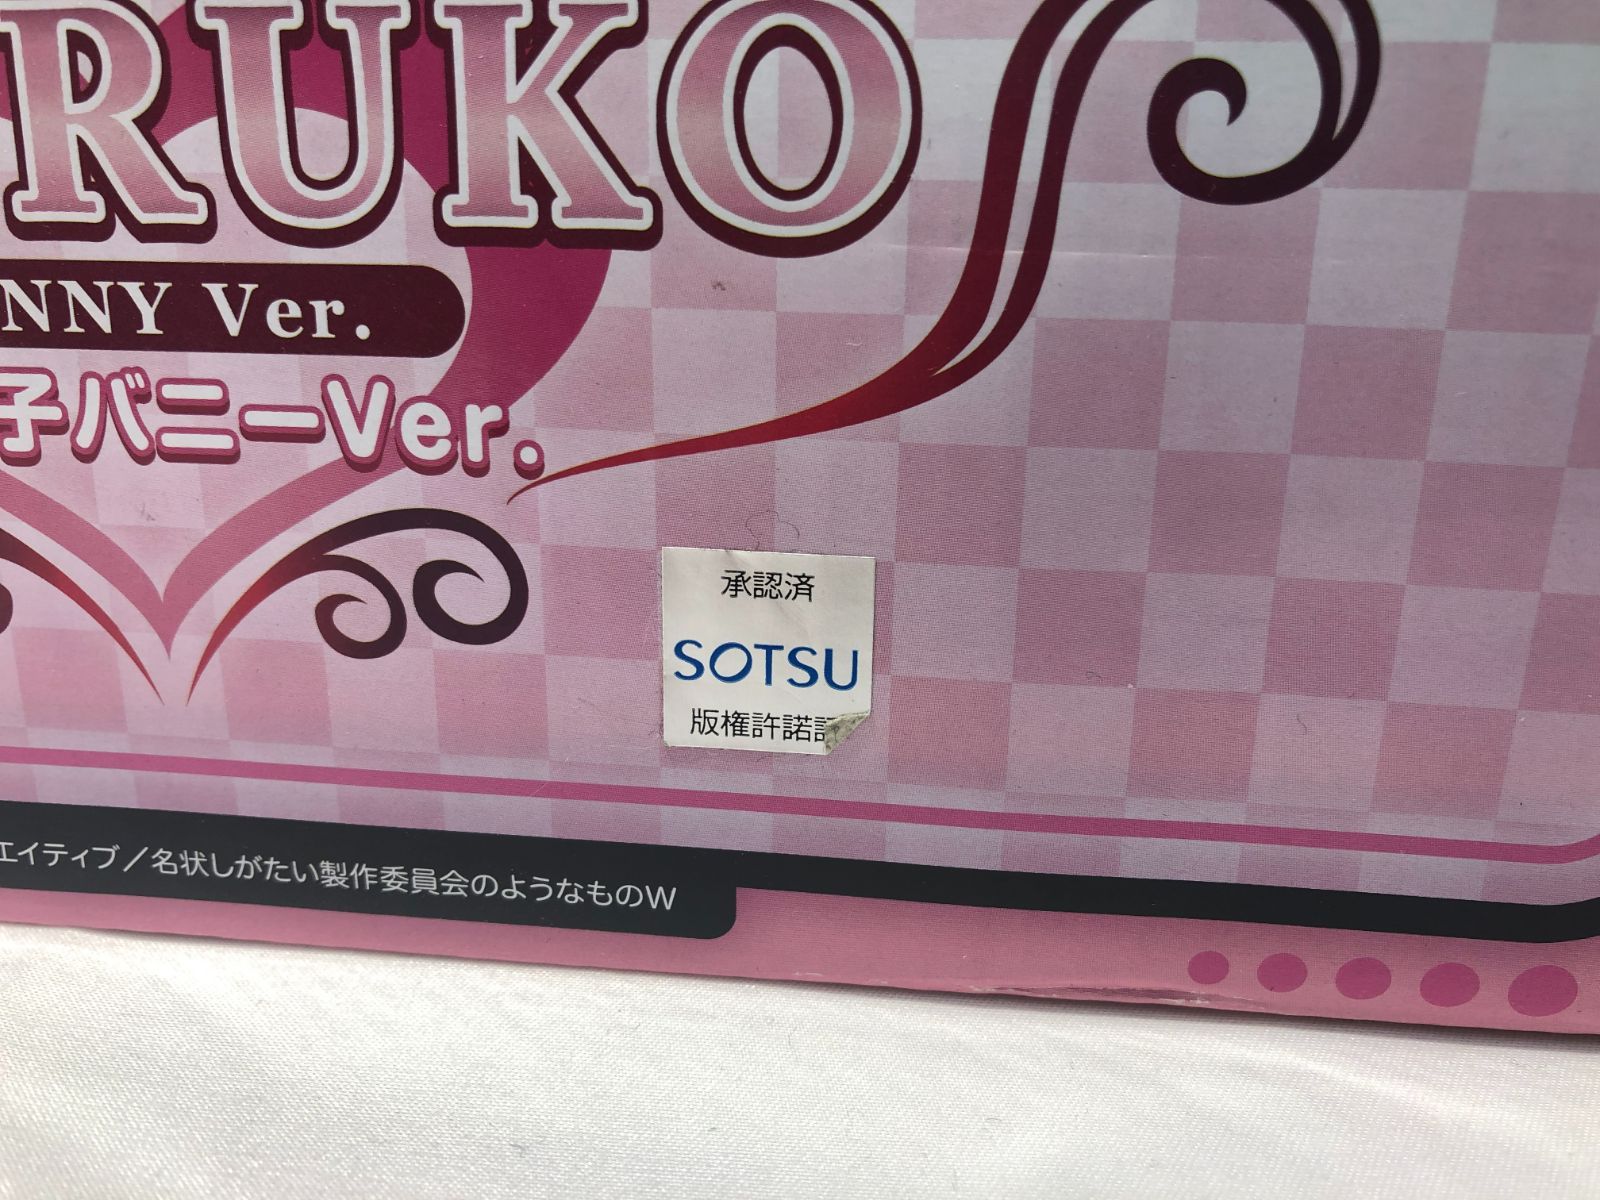 RUKO
NNY Ver.
子バニーVer.
承認済
SOTSU
版権許諾
エイティブ/名状しがたい製作委員会のようなものW